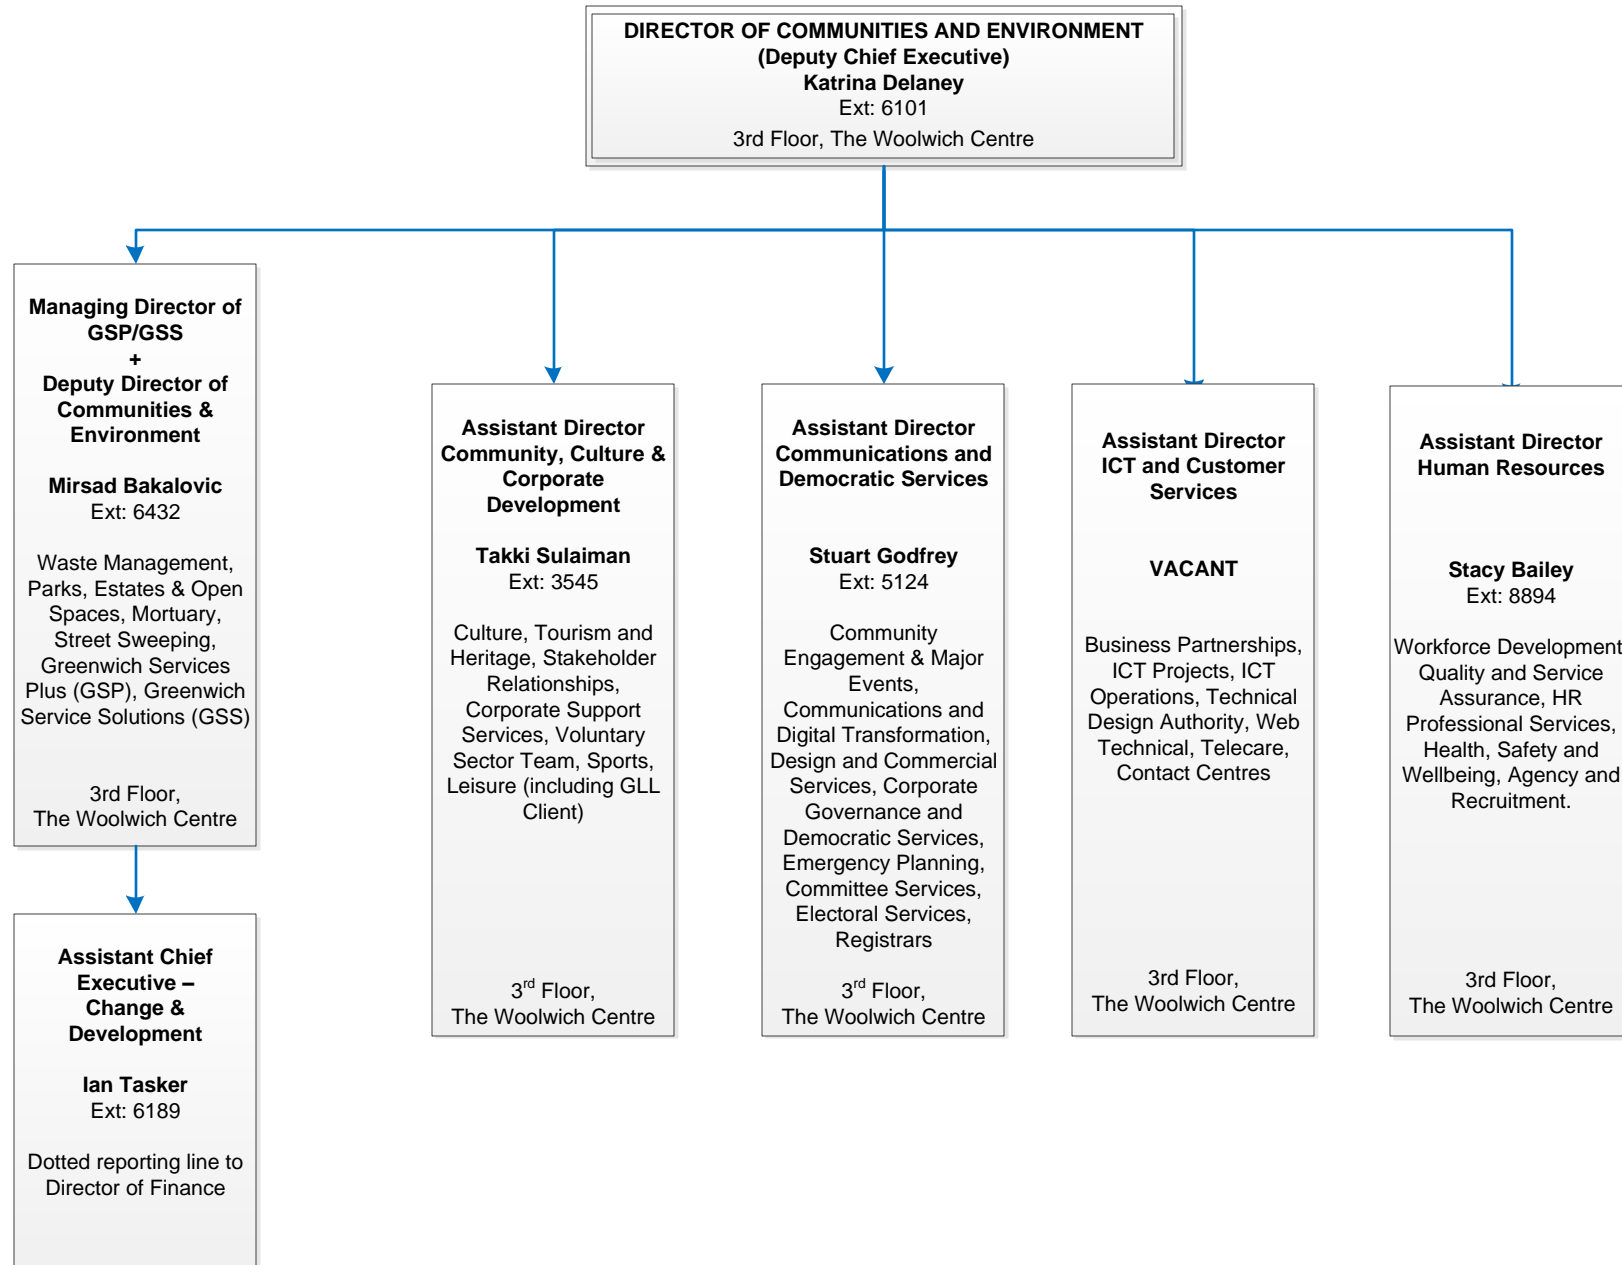 DIRECTOR OF COMMUNITIES AND ENVIRONMENT
(Deputy Chief Executive)
Katrina Delaney
Ext: 6101
3rd Floor, The Woolwich Centre
Managing Director of
GSP/GSS
+
Deputy Director of
Communities &
Environment
Mirsad Bakalovic
Ext: 6432
Waste Management,
Parks, Estates & Open
Spaces, Mortuary,
Street Sweeping,
Greenwich Services
Plus (GSP), Greenwich
Service Solutions (GSS)
3rd Floor,
The Woolwich Centre
Assistant Chief
Executive –
Change &
Development
Ian Tasker
Ext: 6189
Dotted reporting line to
Director of Finance
Assistant Director
Community, Culture &
Corporate
Development
Takki Sulaiman
Ext: 3545
Culture, Tourism and
Heritage, Stakeholder
Relationships,
Corporate Support
Services, Voluntary
Sector Team, Sports,
Leisure (including GLL
Client)
3rd Floor,
The Woolwich Centre
Assistant Director
Communications and
Democratic Services
Stuart Godfrey
Ext: 5124
Community
Engagement & Major
Events,
Communications and
Digital Transformation,
Design and Commercial
Services, Corporate
Governance and
Democratic Services,
Emergency Planning,
Committee Services,
Electoral Services,
Registrars
3rd Floor,
The Woolwich Centre
Assistant Director
ICT and Customer
Services
VACANT
Business Partnerships,
ICT Projects, ICT
Operations, Technical
Design Authority, Web
Technical, Telecare,
Contact Centres
3rd Floor,
The Woolwich Centre
Assistant Director
Human Resources
Stacy Bailey
Ext: 8894
Workforce Development
Quality and Service
Assurance, HR
Professional Services,
Health, Safety and
Wellbeing, Agency and
Recruitment.
3rd Floor,
The Woolwich Centre